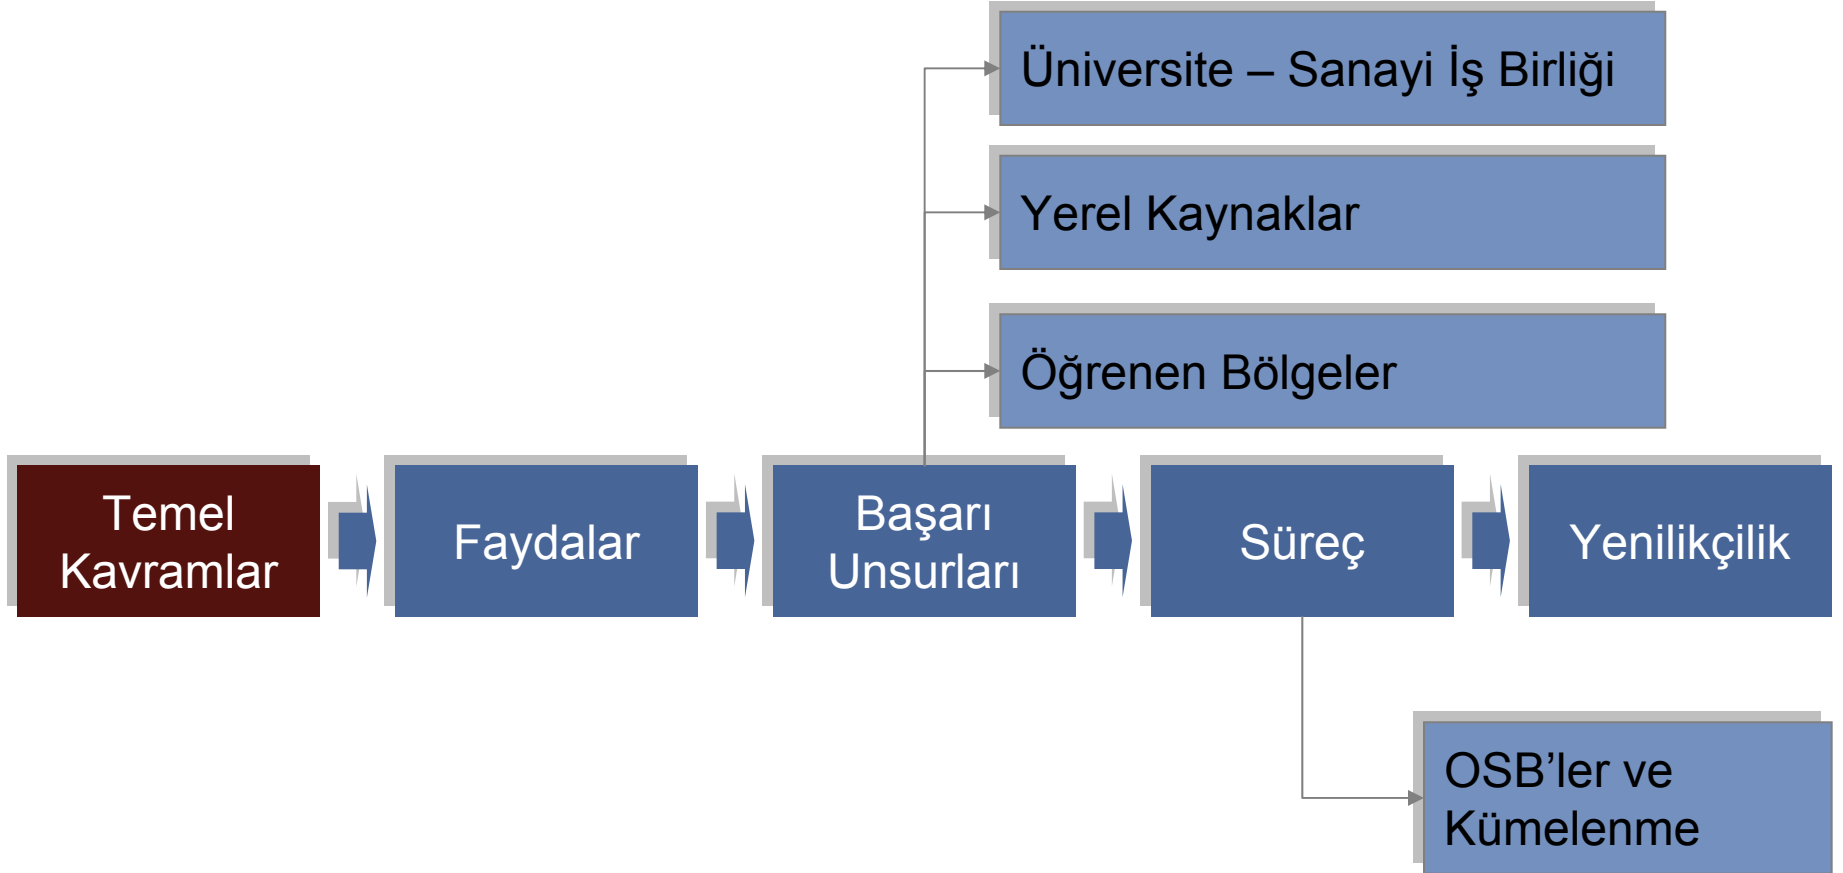 Üniversite – Sanayi İş Birliği
Yerel Kaynaklar
Öğrenen Bölgeler
Temel
Kavramlar
Faydalar
Başarı
Unsurları
Süreç
Yenilikçilik
OSB’ler ve
Kümelenme